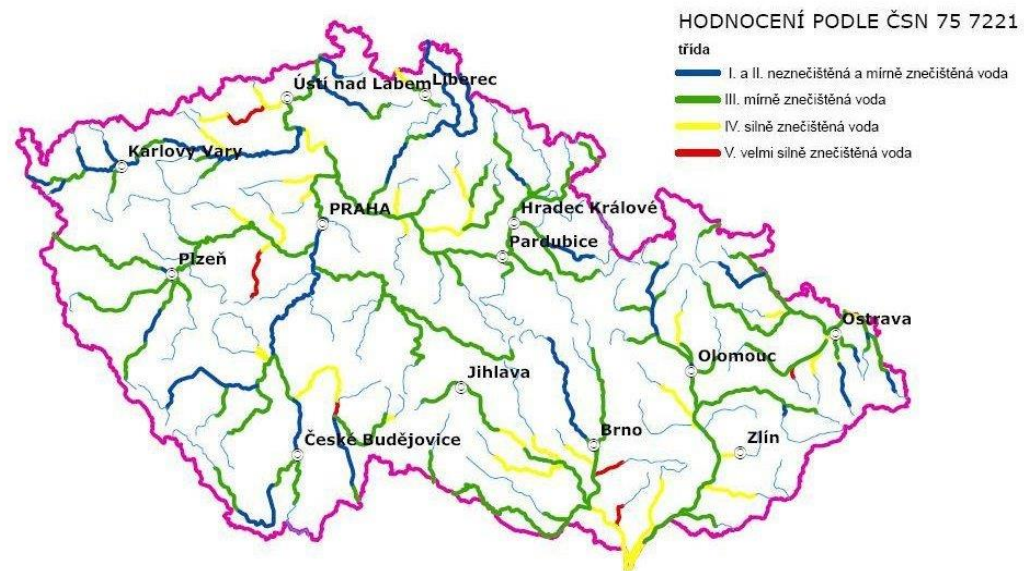 HODNOCENÍ PODLE ČSN 75 7221
třída
I. a II. neznečištěná a mírně znečištěná voda
III. mírně znečištěná voda
IV. silně znečištěná voda
V. velmi silně znečištěná voda
Ústí nad Labem
Liberec
Karlovy Vary
PRAHA
Hradec Králové
Pardubice
Plzeň
Ostrava
Olomouc
Jihlava
Brno
Zlín
České Budějovice